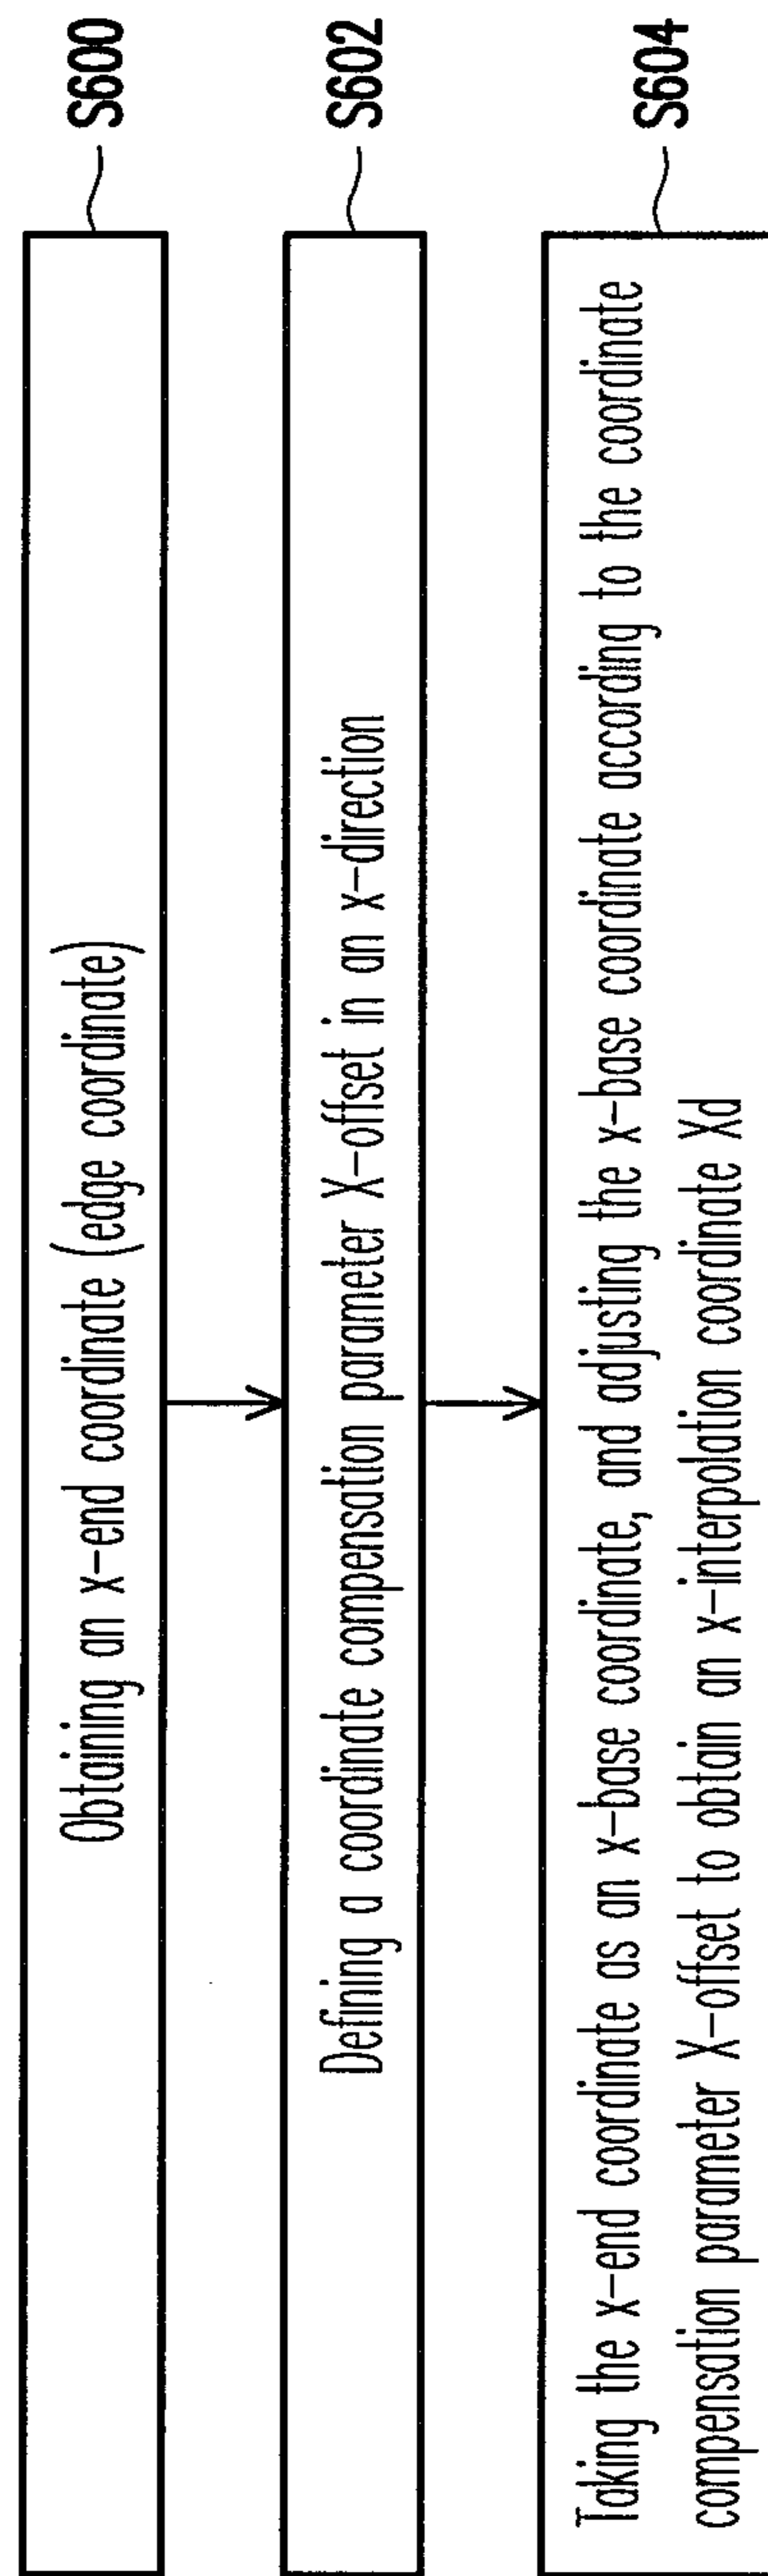 Obtaining an x-end coordinate (edge coordinate)
S600
Defining a coordinate compensation parameter X-offset in an x-direction
S602
Taking the x-end coordinate as an x-base coordinate, and adjusting the x-base coordinate according to the coordinate
compensation parameter X-offset to obtain an x-interpolation coordinate Xd
S604